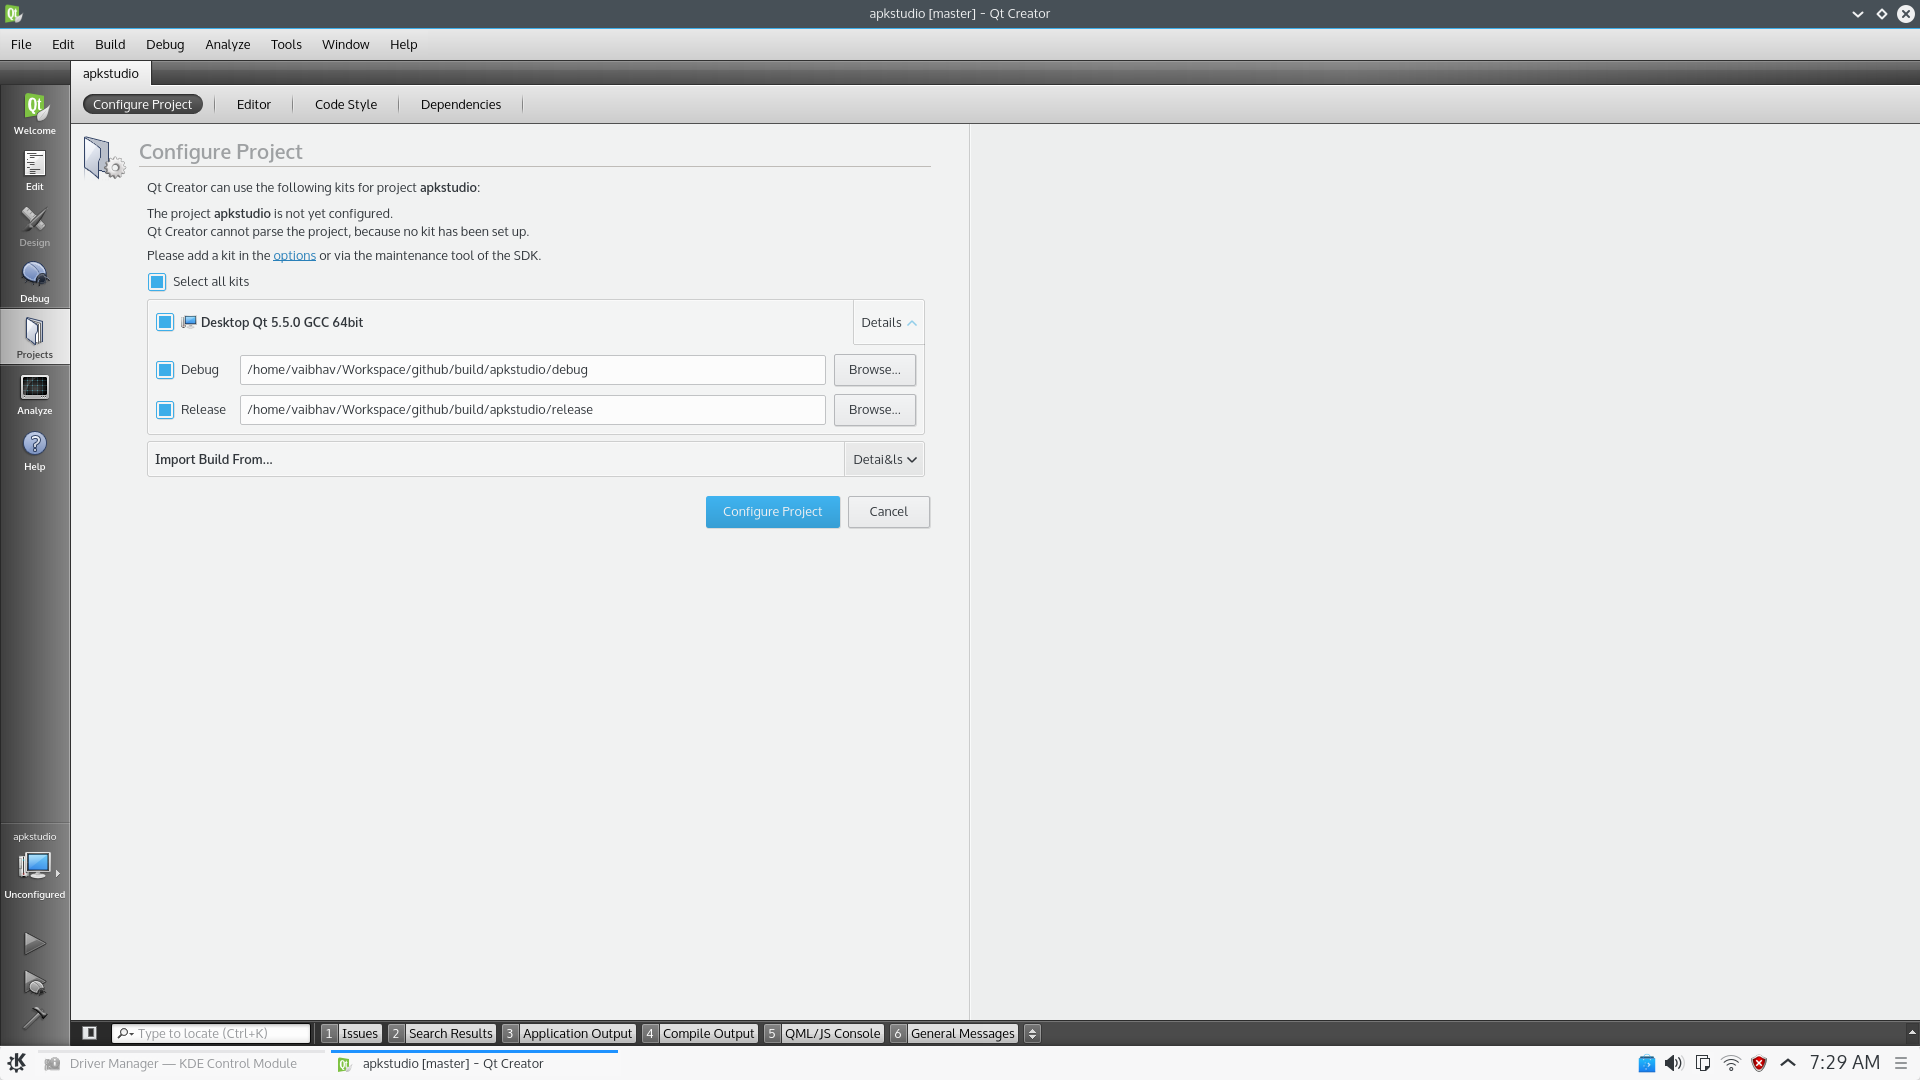 apkstudio [master] - Qt Creator
File Edit Build Debug Analyze Tools Window Help
apkstudio
Configure Project Editor Code Style Dependencies
Qt
Welcome
Edit
Design
Debug
Projects
Analyze
Help
Configure Project
Qt Creator can use the following kits for project apkstudio:
The project apkstudio is not yet configured.
Qt Creator cannot parse the project, because no kit has been set up.
Please add a kit in the options or via the maintenance tool of the SDK.
Select all kits
Desktop Qt 5.5.0 GCC 64bit Details
Debug /home/vaibhav/Workspace/github/build/apkstudio/debug Browse...
Release /home/vaibhav/Workspace/github/build/apkstudio/release Browse...
Import Build From... Detai&ls
Configure Project Cancel
apkstudio
Unconfigured
Type to locate (Ctrl+K) 1 Issues 2 Search Results 3 Application Output 4 Compile Output 5 QML/JS Console 6 General Messages
Driver Manager — KDE Control Module apkstudio [master] - Qt Creator 7:29 AM